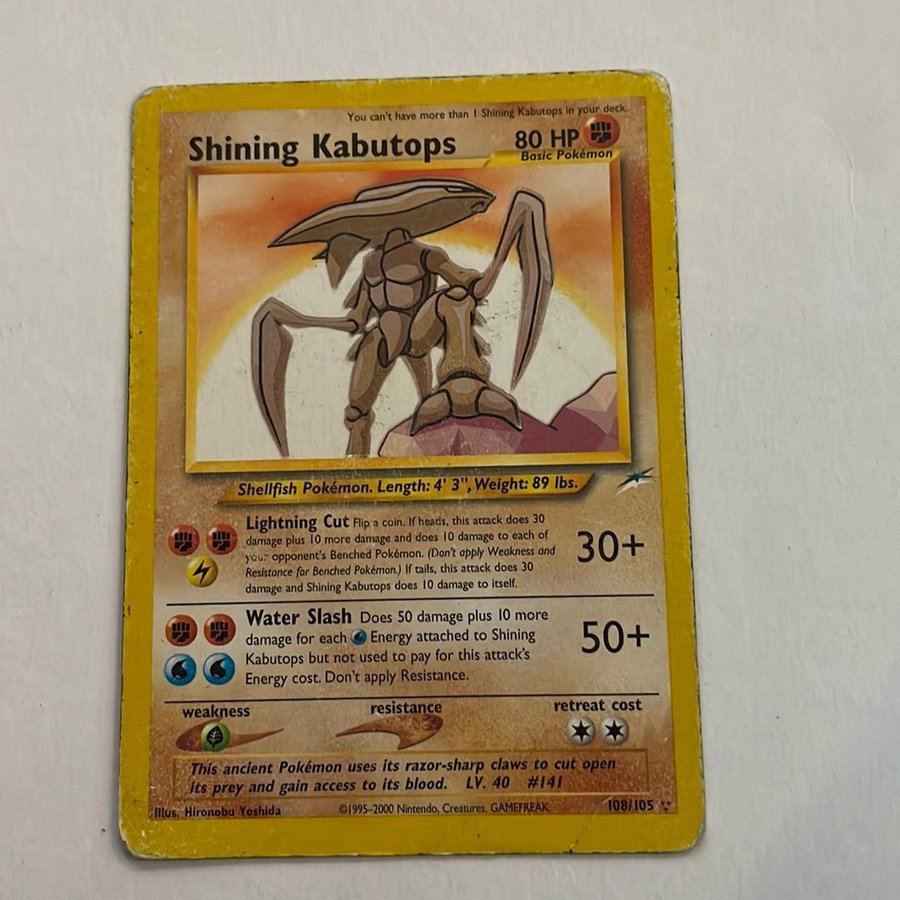 You can't have more than 1 Shining Kabutops in your deck.
Shining Kabutops 80 HP
Basic Pokémon
Shellfish Pokémon. Length: 4' 3", Weight: 89 lbs.
Lightning Cut Flip a coin. If heads, this attack does 30
damage plus 10 more damage and does 10 damage to each of
your opponent's Benched Pokémon. (Don't apply Weakness and
Resistance for Benched Pokémon.) If tails, this attack does 30
damage and Shining Kabutops does 10 damage to itself.
30+
Water Slash Does 50 damage plus 10 more
damage for each Energy attached to Shining
Kabutops but not used to pay for this attack's
Energy cost. Don't apply Resistance.
50+
weakness resistance retreat cost
This ancient Pokémon uses its razor-sharp claws to cut open
its prey and gain access to its blood. LV. 40 #141
Illus. Hironobu Yoshida ©1995-2000 Nintendo, Creatures, GAMEFREAK 108/105